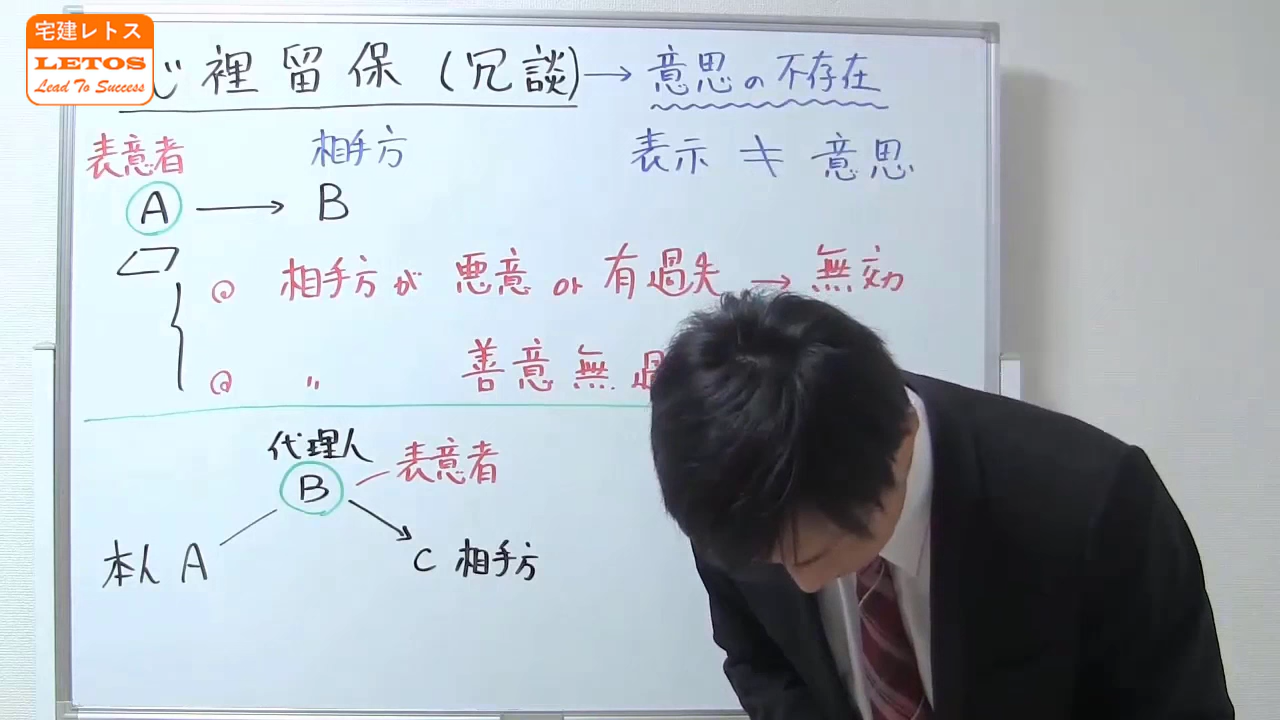 宅建レトス
LETOS
Lead To Success
裡留保(冗談)→意思の不存在
表意者 相手方 表示 ≠ 意思
A → B
◎ 相手方が 悪意 or 有過失 → 無効
◎ 〃 善意無過
代理人
B 表意者
本人 A C 相手方